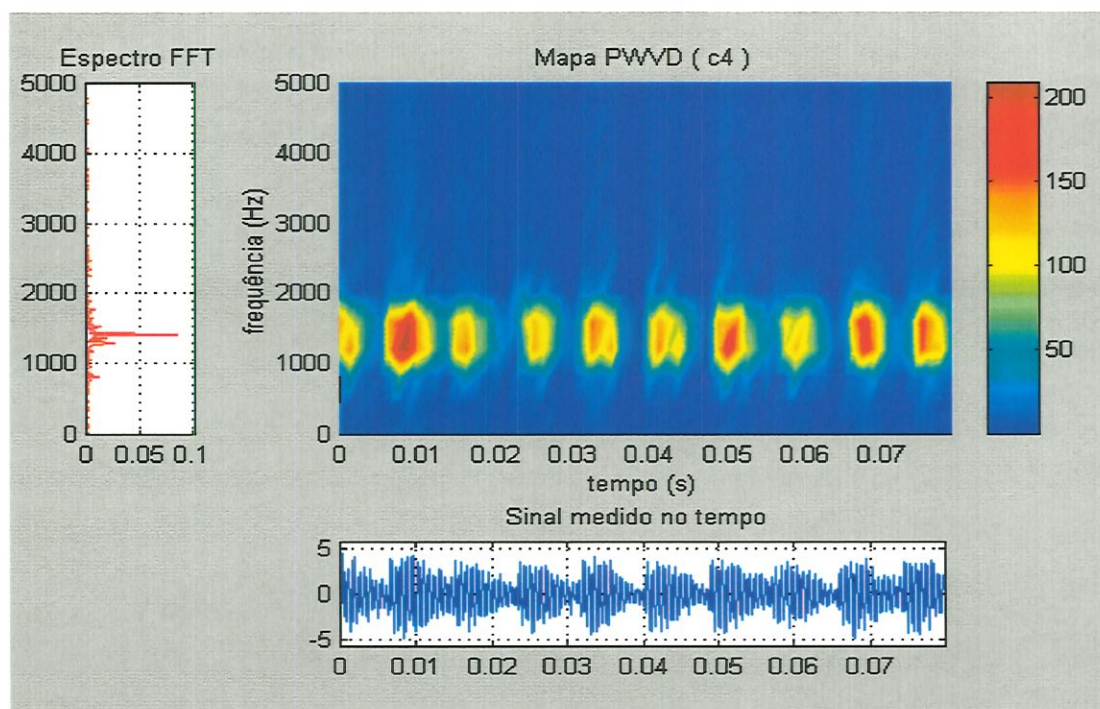 Espectro FFT
5000
4000
3000
2000
1000
0
0 0.05 0.1
Mapa PWVD ( c4 )
frequência (Hz)
5000
4000
3000
2000
1000
0
0 0.01 0.02 0.03 0.04 0.05 0.06 0.07
tempo (s)
200
150
100
50
Sinal medido no tempo
5
0
-5
0 0.01 0.02 0.03 0.04 0.05 0.06 0.07